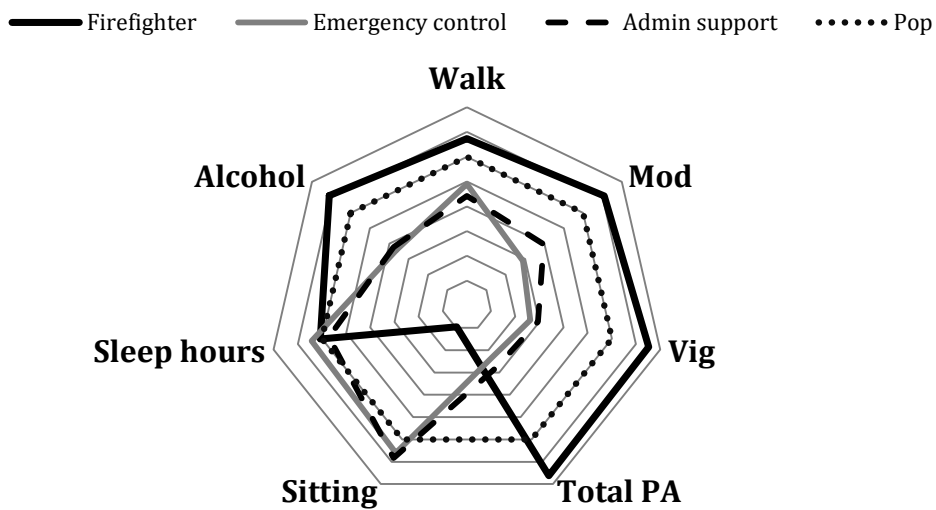 Firefighter Emergency control Admin support Pop
Walk
Alcohol Mod
Sleep hours Vig
Sitting Total PA